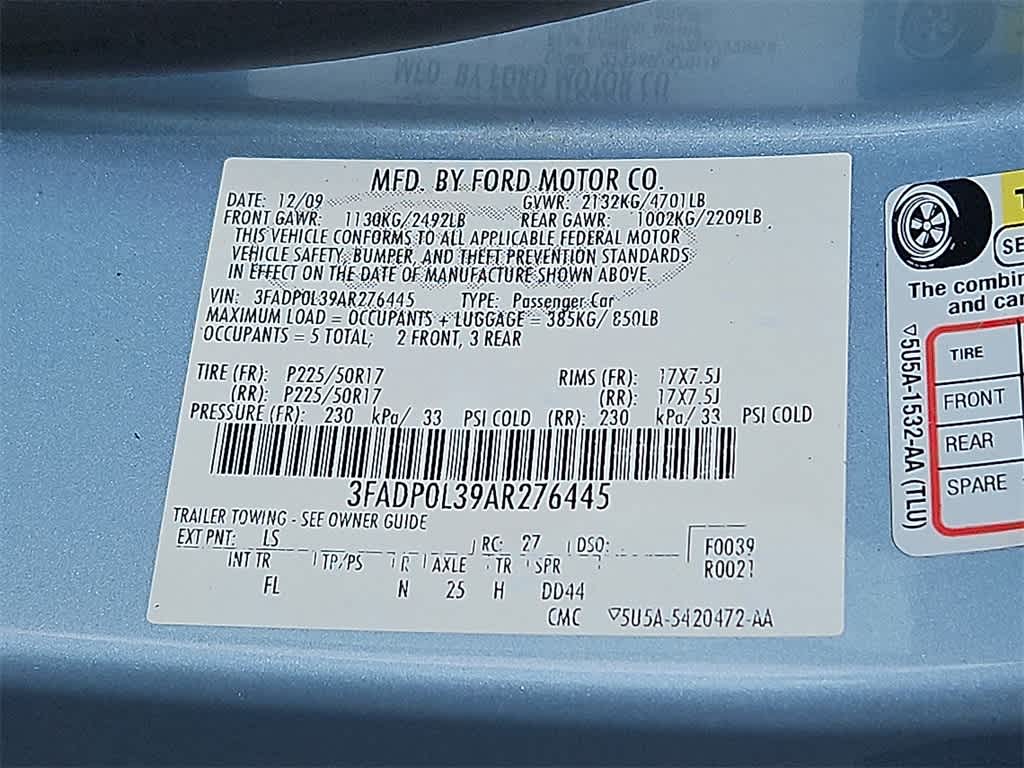 MFD. BY FORD MOTOR CO.
DATE: 12/09 GVWR: 2132KG/4701LB
FRONT GAWR: 1130KG/2492LB REAR GAWR: 1002KG/2209LB
THIS VEHICLE CONFORMS TO ALL APPLICABLE FEDERAL MOTOR
VEHICLE SAFETY, BUMPER, AND THEFT PREVENTION STANDARDS
IN EFFECT ON THE DATE OF MANUFACTURE SHOWN ABOVE.
VIN: 3FADP0L39AR276445 TYPE: Passenger Car
MAXIMUM LOAD = OCCUPANTS + LUGGAGE = 385KG/ 850LB
OCCUPANTS = 5 TOTAL; 2 FRONT, 3 REAR
TIRE (FR): P225/50R17 RIMS (FR): 17X7.5J
(RR): P225/50R17 (RR): 17X7.5J
PRESSURE (FR): 230 kPa/ 33 PSI COLD (RR): 230 kPa/ 33 PSI COLD
3FADP0L39AR276445
TRAILER TOWING - SEE OWNER GUIDE
EXT PNT: LS RC: 27 DSO: F0039
INT TR TP/PS R AXLE TR SPR R0021
FL N 25 H DD44
CMC ▽5U5A-5420472-AA
The combin
and car
TIRE
FRONT
REAR
SPARE
▽5U5A-1532-AA (TLU)